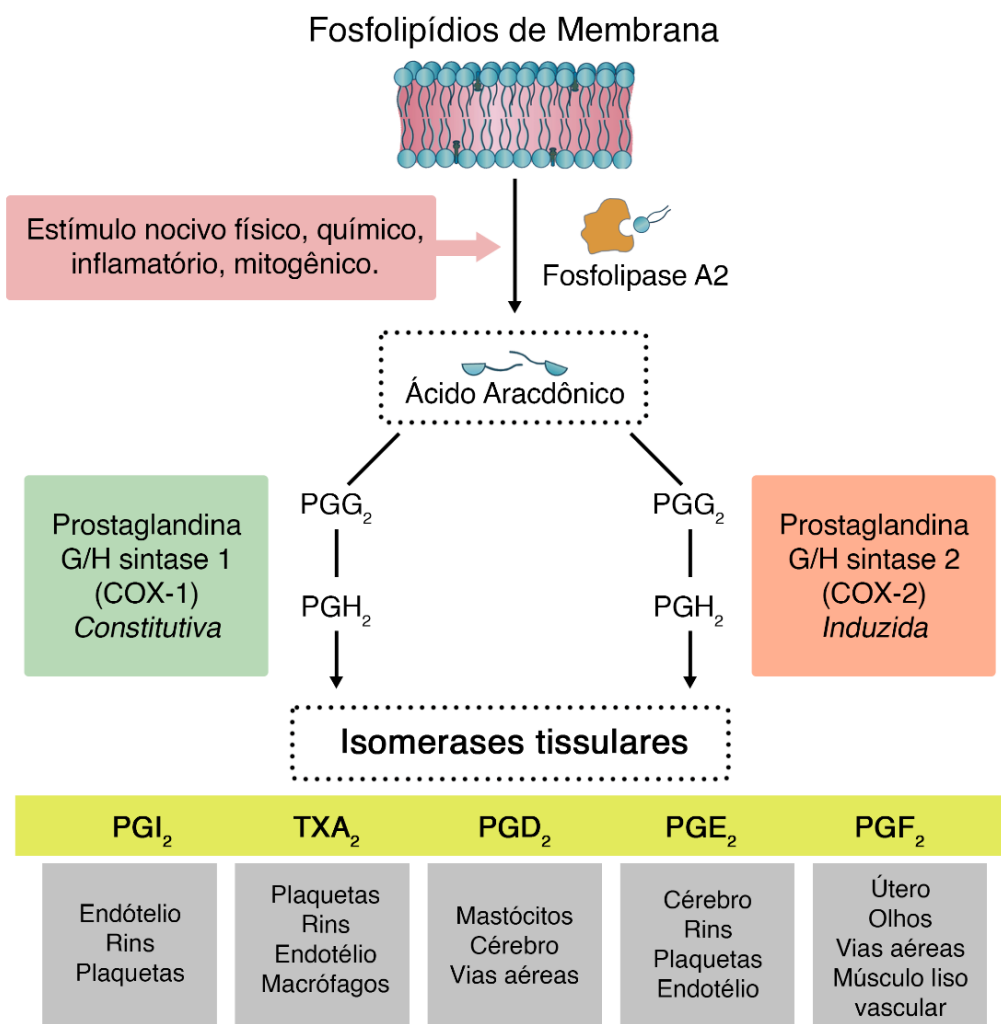 Fosfolipídios de Membrana
Estímulo nocivo físico, químico,
inflamatório, mitogênico.
Fosfolipase A2
Ácido Aracdônico
Prostaglandina
G/H sintase 1
(COX-1)
Constitutiva
PGG₂
PGH₂
PGG₂
PGH₂
Prostaglandina
G/H sintase 2
(COX-2)
Induzida
Isomerases tissulares
PGI₂
TXA₂
PGD₂
PGE₂
PGF₂
Endótelio
Rins
Plaquetas
Plaquetas
Rins
Endotélio
Macrófagos
Mastócitos
Cérebro
Vias aéreas
Cérebro
Rins
Plaquetas
Endotélio
Útero
Olhos
Vias aéreas
Músculo liso
vascular